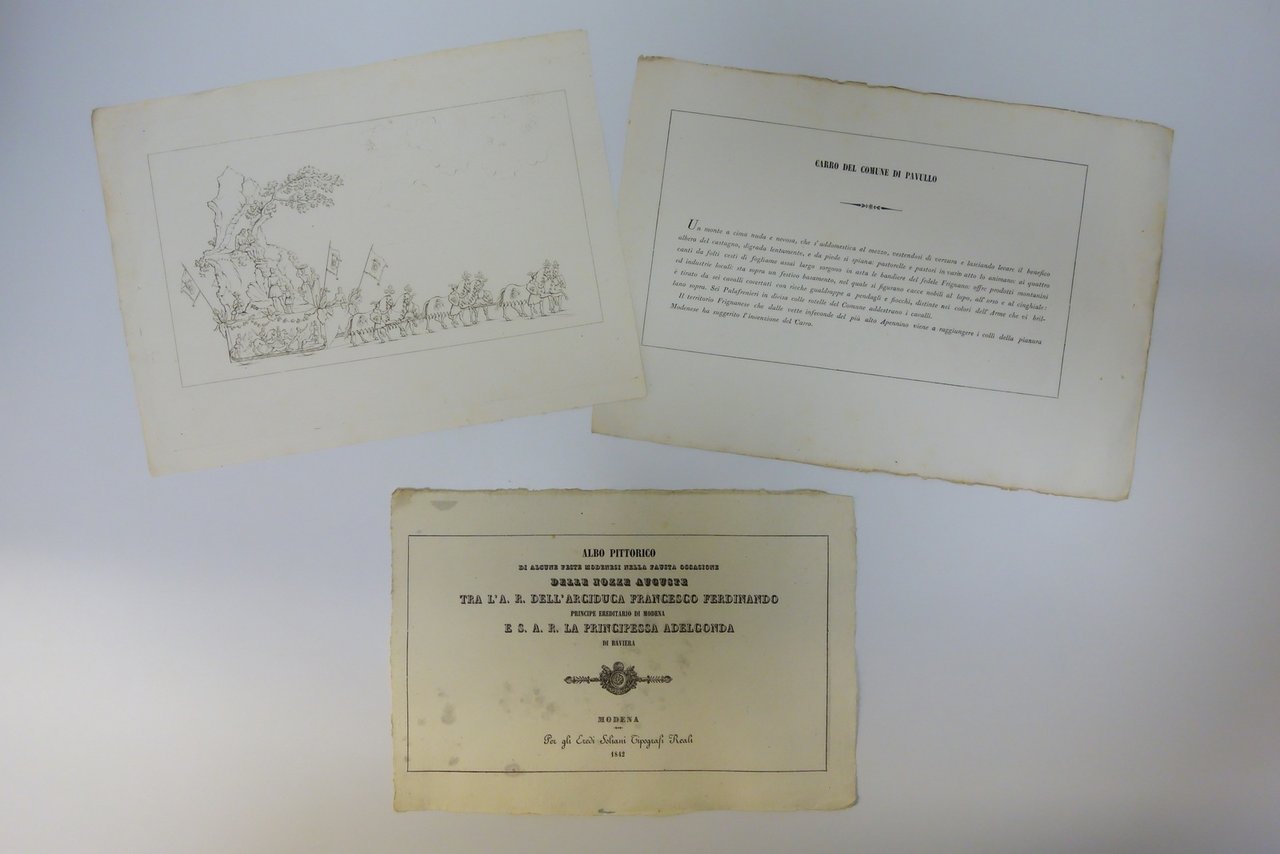 CARRO DEL COMUNE DI PAVULLO
Un monte a cima nuda e nevosa, che s'addomestica al mezzo, vestendosi di verzura e lasciando levare il benefico
albero del castagno, digrada lentamente, e da piede si spiana: pastorelle e pastori in vario atto lo animano: ai quattro
canti da folti cesti di fogliame assai largo sorgono in asta le bandiere del fedele Frignano: offre prodotti montanini
ed industrie locali: sta sopra un festivo basamento, nel quale si figurano cacce nobili al lupo, all'orso e al cinghiale:
è tirato da sei cavalli covertati con ricche gualdrappe a pendagli e fiocchi, distinte nei colori dell'Arme che vi bril-
lano sopra. Sei Palafrenieri in divisa colle rotelle del Comune addestrano i cavalli.
Il territorio Frignanese che dalle vette infeconde del più alto Apennino viene a raggiungere i colli della pianura
Modenese ha suggerito l'invenzione del Carro.
ALBO PITTORICO
DI ALCUNE FESTE MODENESI NELLA FAUSTA OCCASIONE
DELLE NOZZE AUGUSTE
TRA L'A. R. DELL'ARCIDUCA FRANCESCO FERDINANDO
PRINCIPE EREDITARIO DI MODENA
E S. A. R. LA PRINCIPESSA ADELGONDA
DI BAVIERA
MODENA
Per gli Eredi Soliani Tipografi Reali
1842